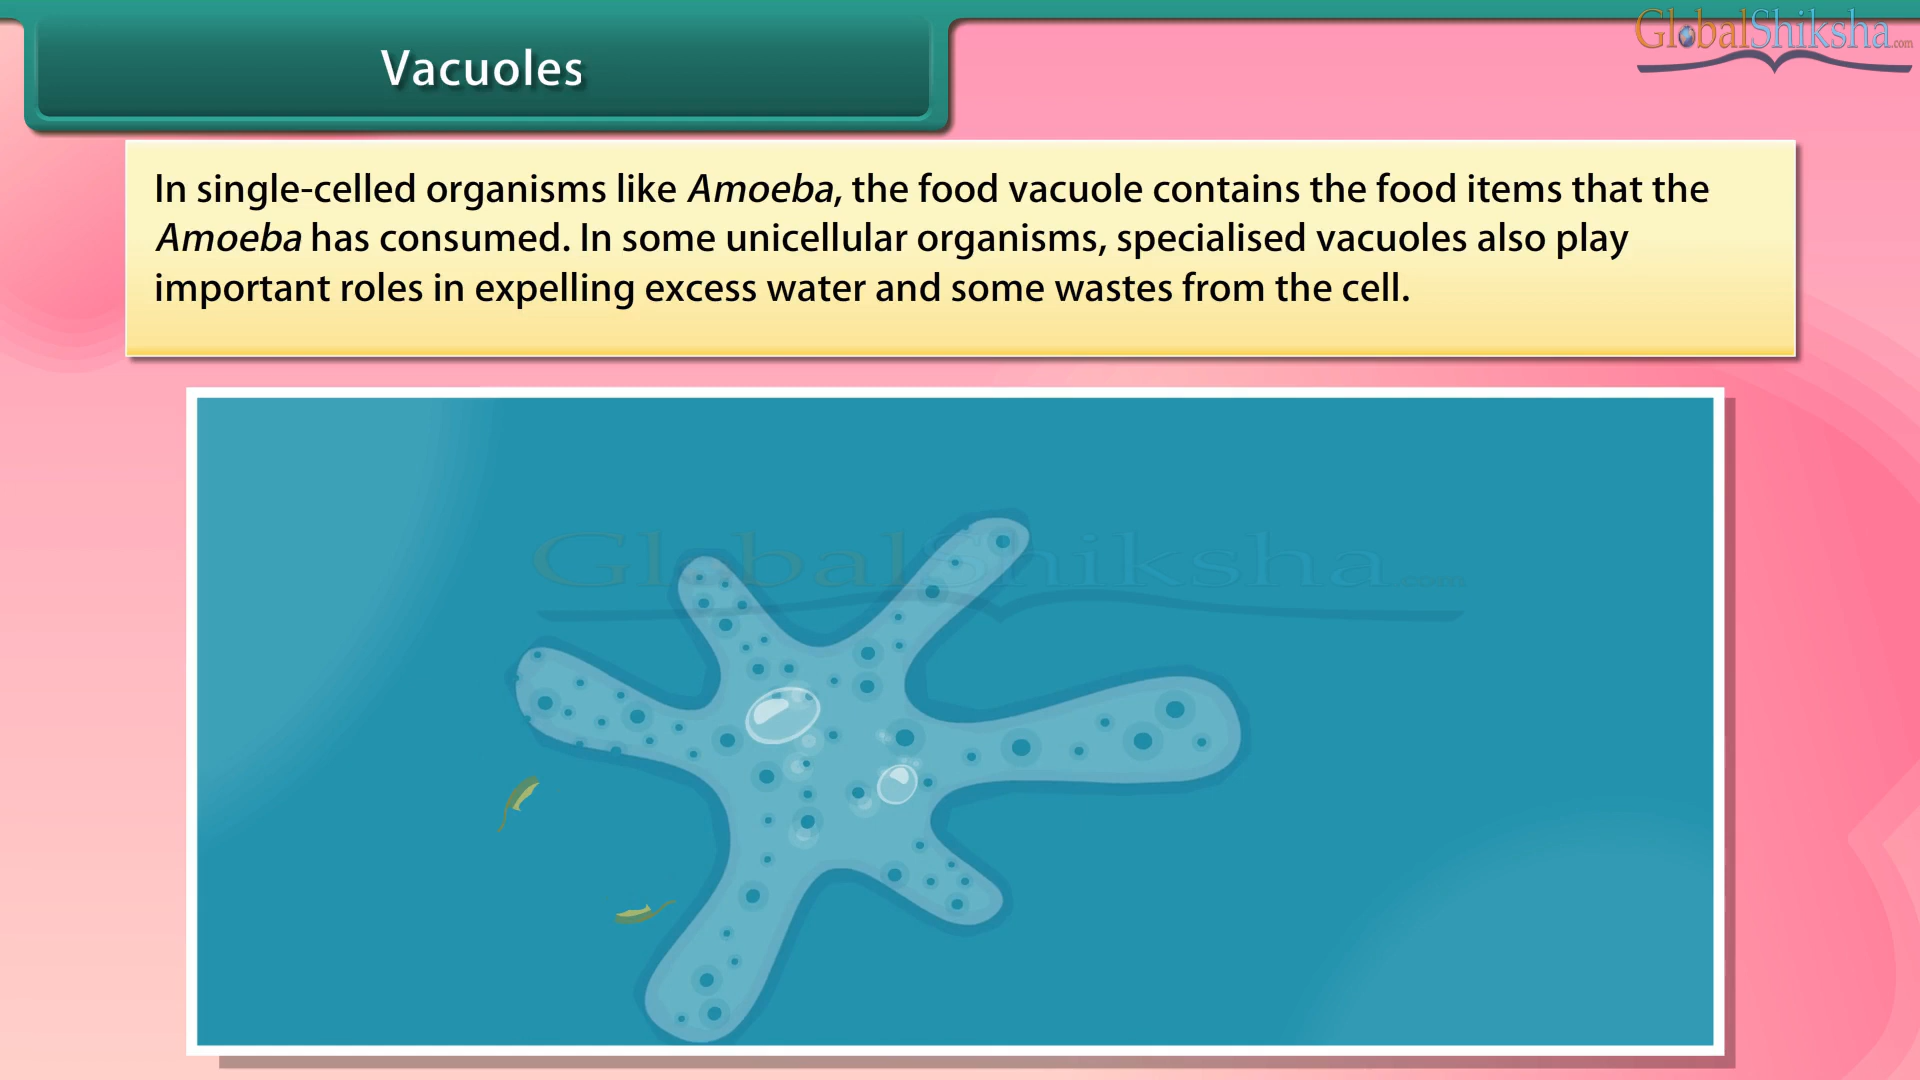 GlobalShiksha.com
Vacuoles
In single-celled organisms like Amoeba, the food vacuole contains the food items that the
Amoeba has consumed. In some unicellular organisms, specialised vacuoles also play
important roles in expelling excess water and some wastes from the cell.
GlobalShiksha.com